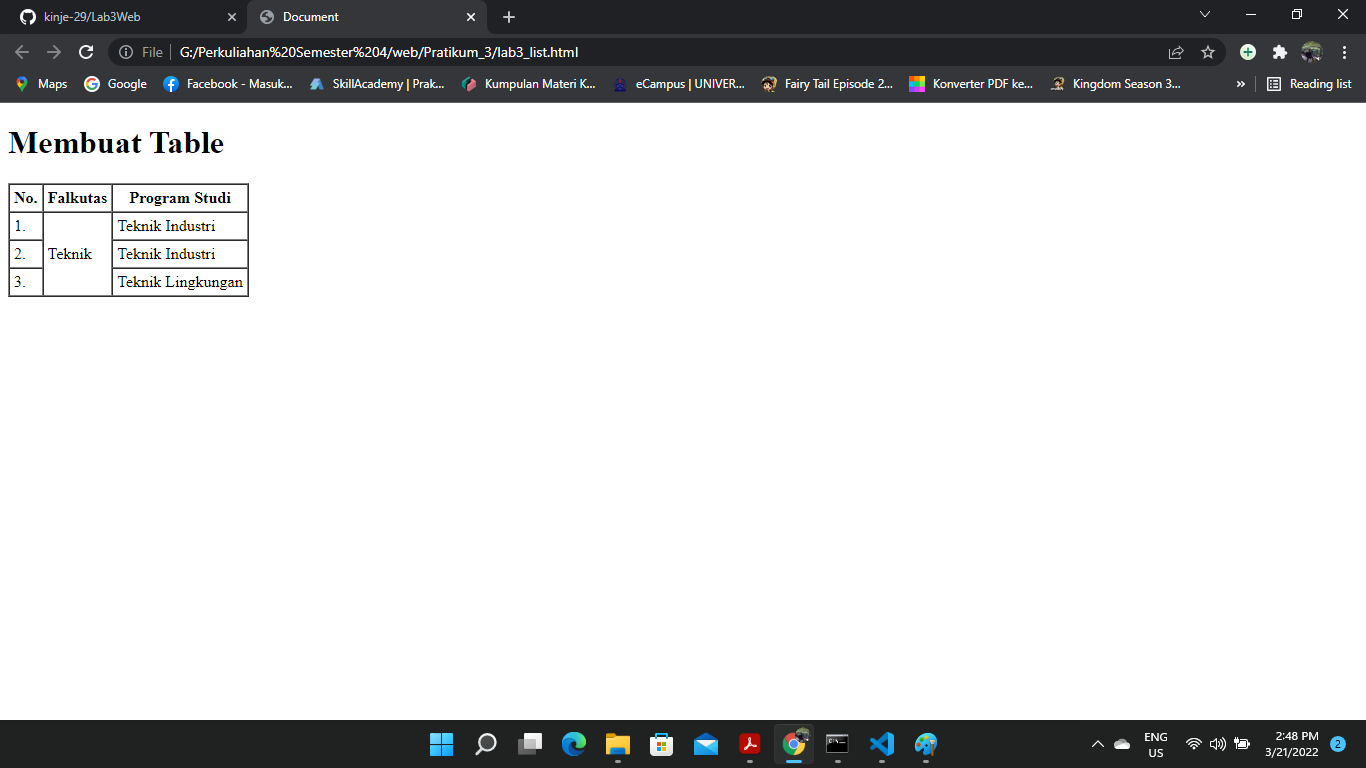 kinje-29/Lab3Web
Document
File
G:/Perkuliahan%20Semester%204/web/Pratikum_3/lab3_list.html
Maps
Google
Facebook - Masuk...
SkillAcademy | Prak...
Kumpulan Materi K...
eCampus | UNIVER...
Fairy Tail Episode 2...
Konverter PDF ke...
Kingdom Season 3...
»
Reading list
Membuat Table
No. Falkutas Program Studi
1. Teknik Industri
2. Teknik Teknik Industri
3. Teknik Lingkungan
ENG
US
2:48 PM
3/21/2022
2